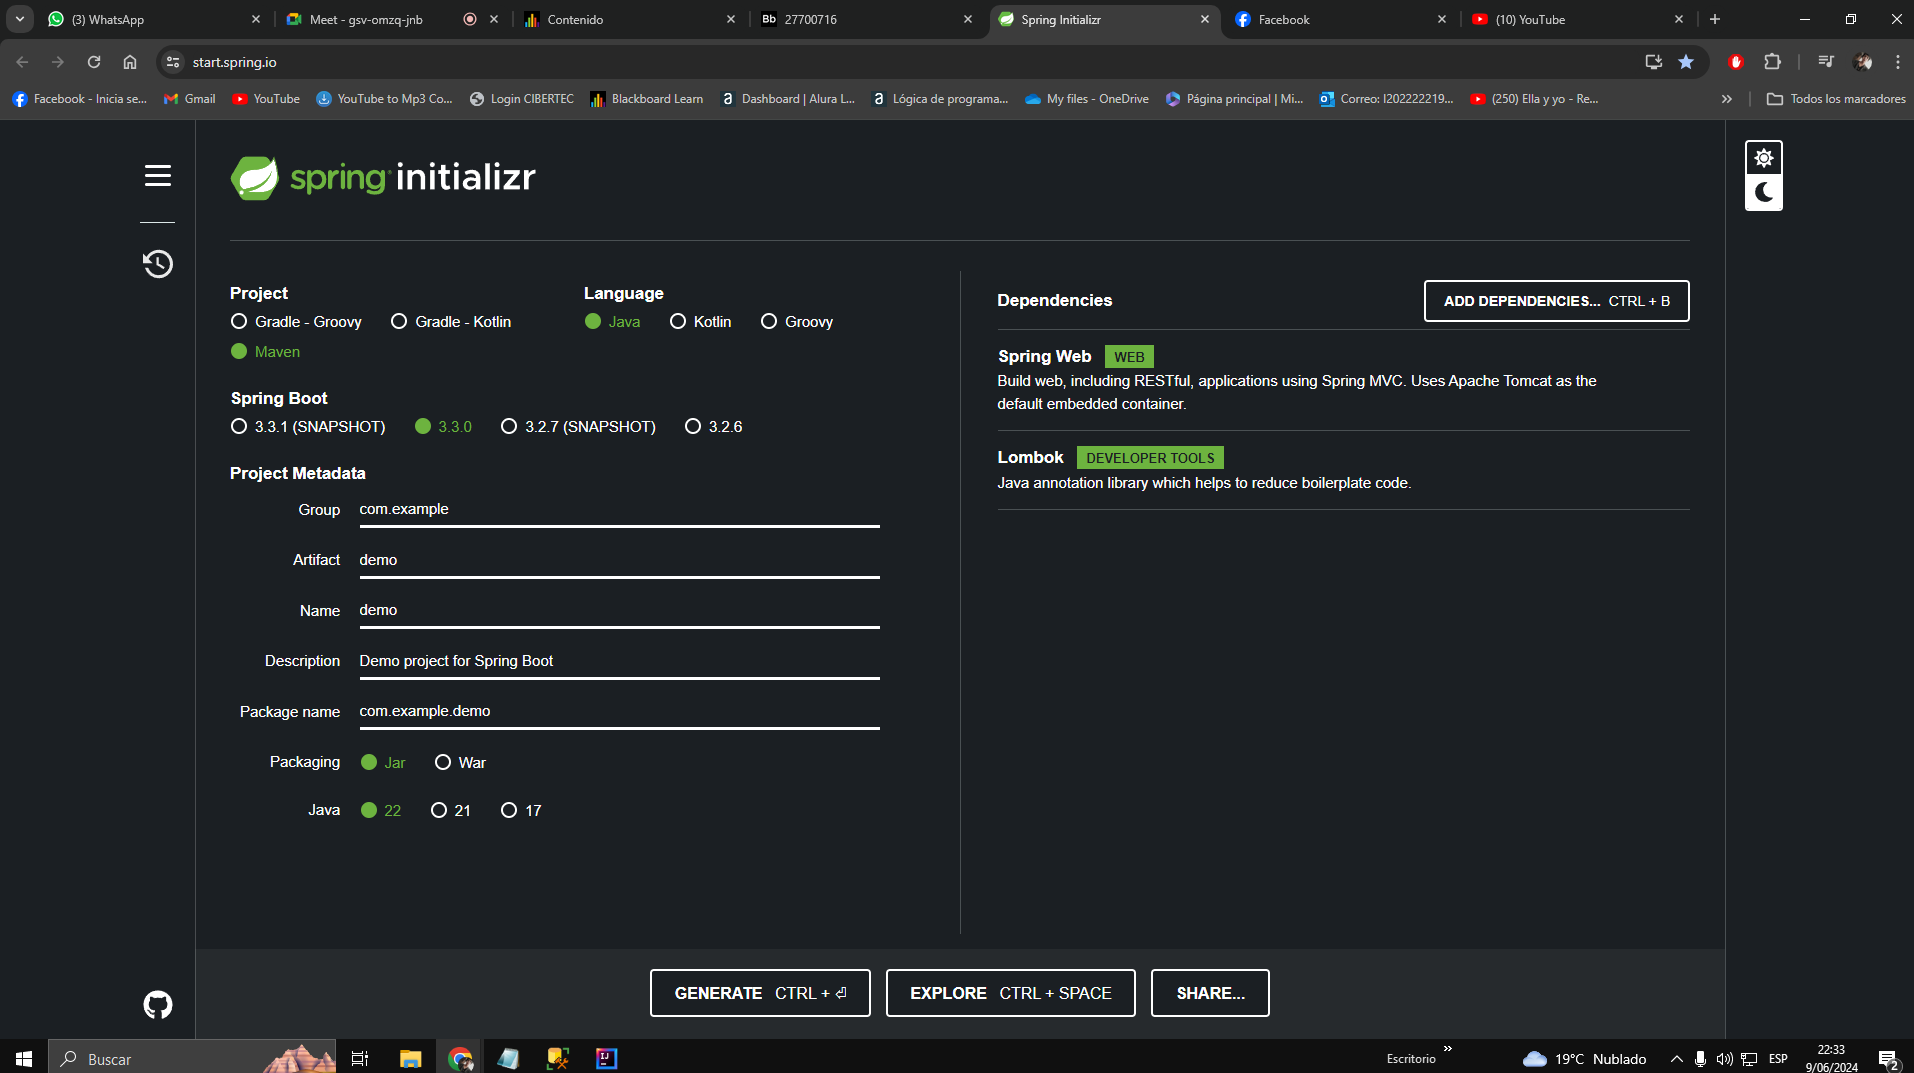 (3) WhatsApp
Meet - gsv-omzq-jnb
Contenido
Bb 27700716
Spring Initializr
Facebook
(10) YouTube
start.spring.io
Facebook - Inicia se...
Gmail
YouTube
YouTube to Mp3 Co...
Login CIBERTEC
Blackboard Learn
a Dashboard | Alura L...
a Lógica de programa...
My files - OneDrive
Página principal | Mi...
Correo: I202222219...
(250) Ella y yo - Re...
Todos los marcadores
spring initializr
Project
Gradle - Groovy
Gradle - Kotlin
Maven
Language
Java
Kotlin
Groovy
Spring Boot
3.3.1 (SNAPSHOT)
3.3.0
3.2.7 (SNAPSHOT)
3.2.6
Project Metadata
Group com.example
Artifact demo
Name demo
Description Demo project for Spring Boot
Package name com.example.demo
Packaging Jar War
Java 22 21 17
Dependencies
ADD DEPENDENCIES... CTRL + B
Spring Web WEB
Build web, including RESTful, applications using Spring MVC. Uses Apache Tomcat as the
default embedded container.
Lombok DEVELOPER TOOLS
Java annotation library which helps to reduce boilerplate code.
GENERATE CTRL + ⏎
EXPLORE CTRL + SPACE
SHARE...
Buscar
IJ
Escritorio
19°C Nublado
ESP
22:33
9/06/2024
2